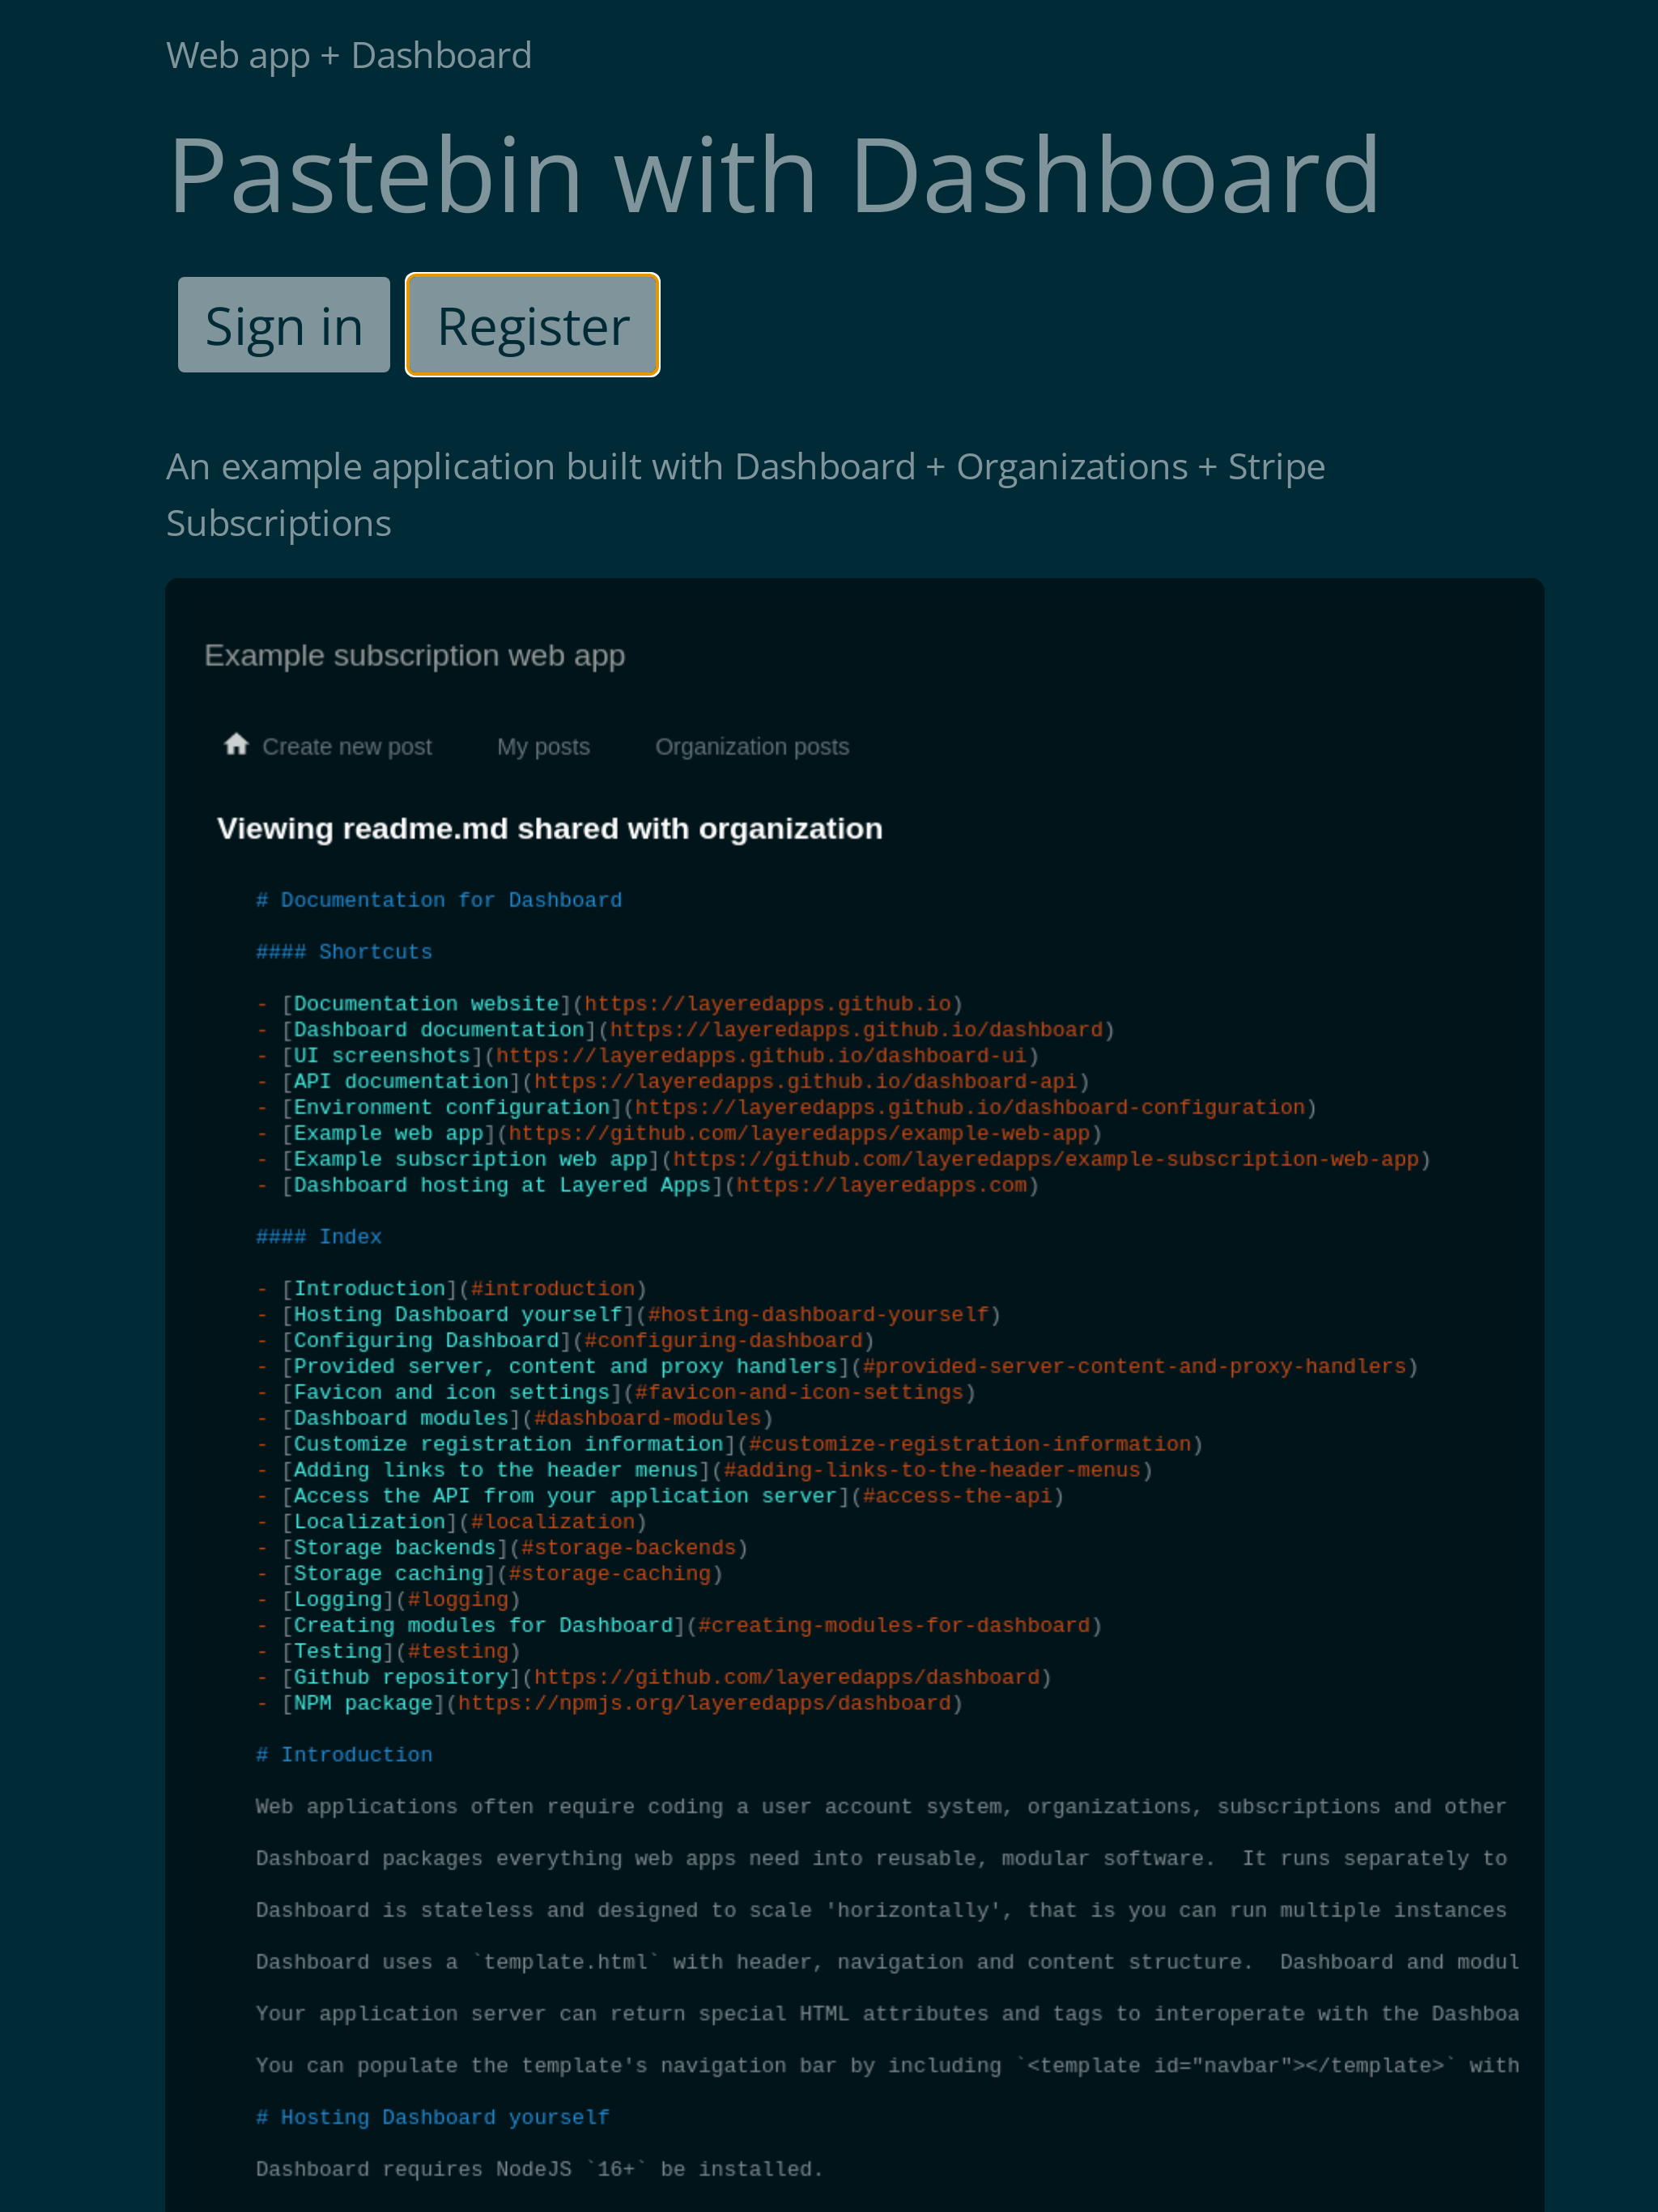 Web app + Dashboard
Pastebin with Dashboard
Sign in Register
An example application built with Dashboard + Organizations + Stripe
Subscriptions
Example subscription web app
Create new post My posts Organization posts
Viewing readme.md shared with organization
# Documentation for Dashboard
#### Shortcuts
- [Documentation website](https://layeredapps.github.io)
- [Dashboard documentation](https://layeredapps.github.io/dashboard)
- [UI screenshots](https://layeredapps.github.io/dashboard-ui)
- [API documentation](https://layeredapps.github.io/dashboard-api)
- [Environment configuration](https://layeredapps.github.io/dashboard-configuration)
- [Example web app](https://github.com/layeredapps/example-web-app)
- [Example subscription web app](https://github.com/layeredapps/example-subscription-web-app)
- [Dashboard hosting at Layered Apps](https://layeredapps.com)
#### Index
- [Introduction](#introduction)
- [Hosting Dashboard yourself](#hosting-dashboard-yourself)
- [Configuring Dashboard](#configuring-dashboard)
- [Provided server, content and proxy handlers](#provided-server-content-and-proxy-handlers)
- [Favicon and icon settings](#favicon-and-icon-settings)
- [Dashboard modules](#dashboard-modules)
- [Customize registration information](#customize-registration-information)
- [Adding links to the header menus](#adding-links-to-the-header-menus)
- [Access the API from your application server](#access-the-api)
- [Localization](#localization)
- [Storage backends](#storage-backends)
- [Storage caching](#storage-caching)
- [Logging](#logging)
- [Creating modules for Dashboard](#creating-modules-for-dashboard)
- [Testing](#testing)
- [Github repository](https://github.com/layeredapps/dashboard)
- [NPM package](https://npmjs.org/layeredapps/dashboard)
# Introduction
Web applications often require coding a user account system, organizations, subscriptions and other
Dashboard packages everything web apps need into reusable, modular software.  It runs separately to
Dashboard is stateless and designed to scale 'horizontally', that is you can run multiple instances
Dashboard uses a `template.html` with header, navigation and content structure.  Dashboard and modul
Your application server can return special HTML attributes and tags to interoperate with the Dashboa
You can populate the template's navigation bar by including `<template id="navbar"></template>` with
# Hosting Dashboard yourself
Dashboard requires NodeJS `16+` be installed.